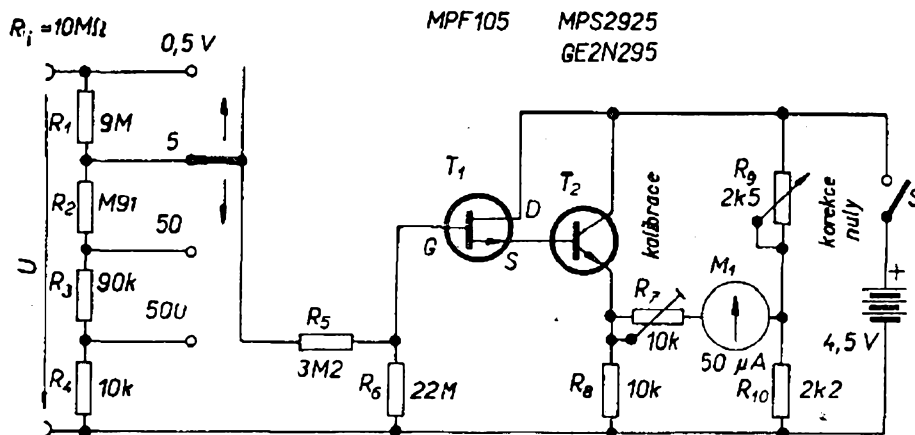 MPF105 MPS2925
GE2N295
Ri=10MΩ
0,5 V
R1 9M
5
R2 M91
50
R3 90k
500
R4 10k
U
R5
3M2
R6 22M
T1
G
D
S
T2
kalibrace
R7
10k
M1
50 µA
R8 10k
R9
2k5
korekce
nuly
R10 2k2
S
+
4,5 V